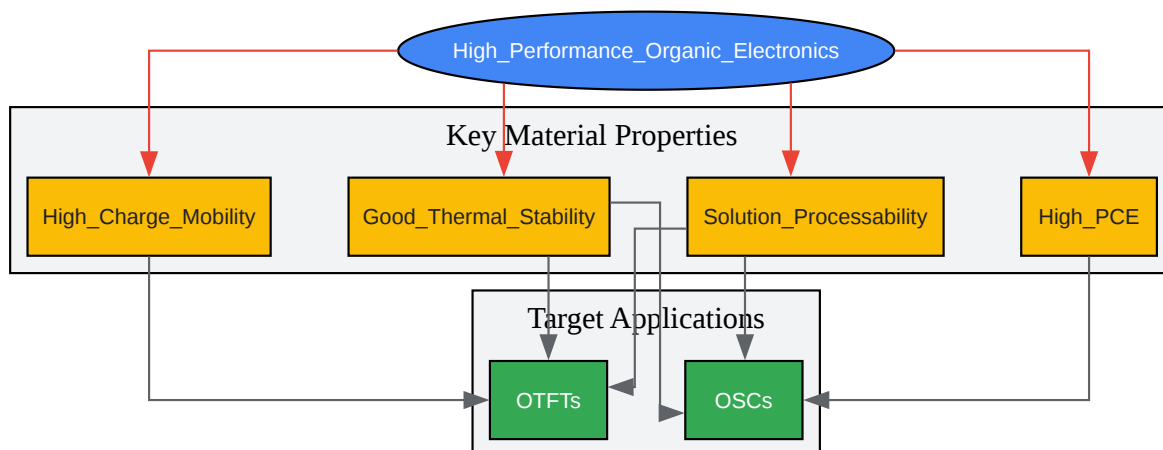 High_Performance_Organic_Electronics
Key Material Properties
High_Charge_Mobility
Good_Thermal_Stability
Solution_Processability
High_PCE
Target Applications
OTFTs
OSCs